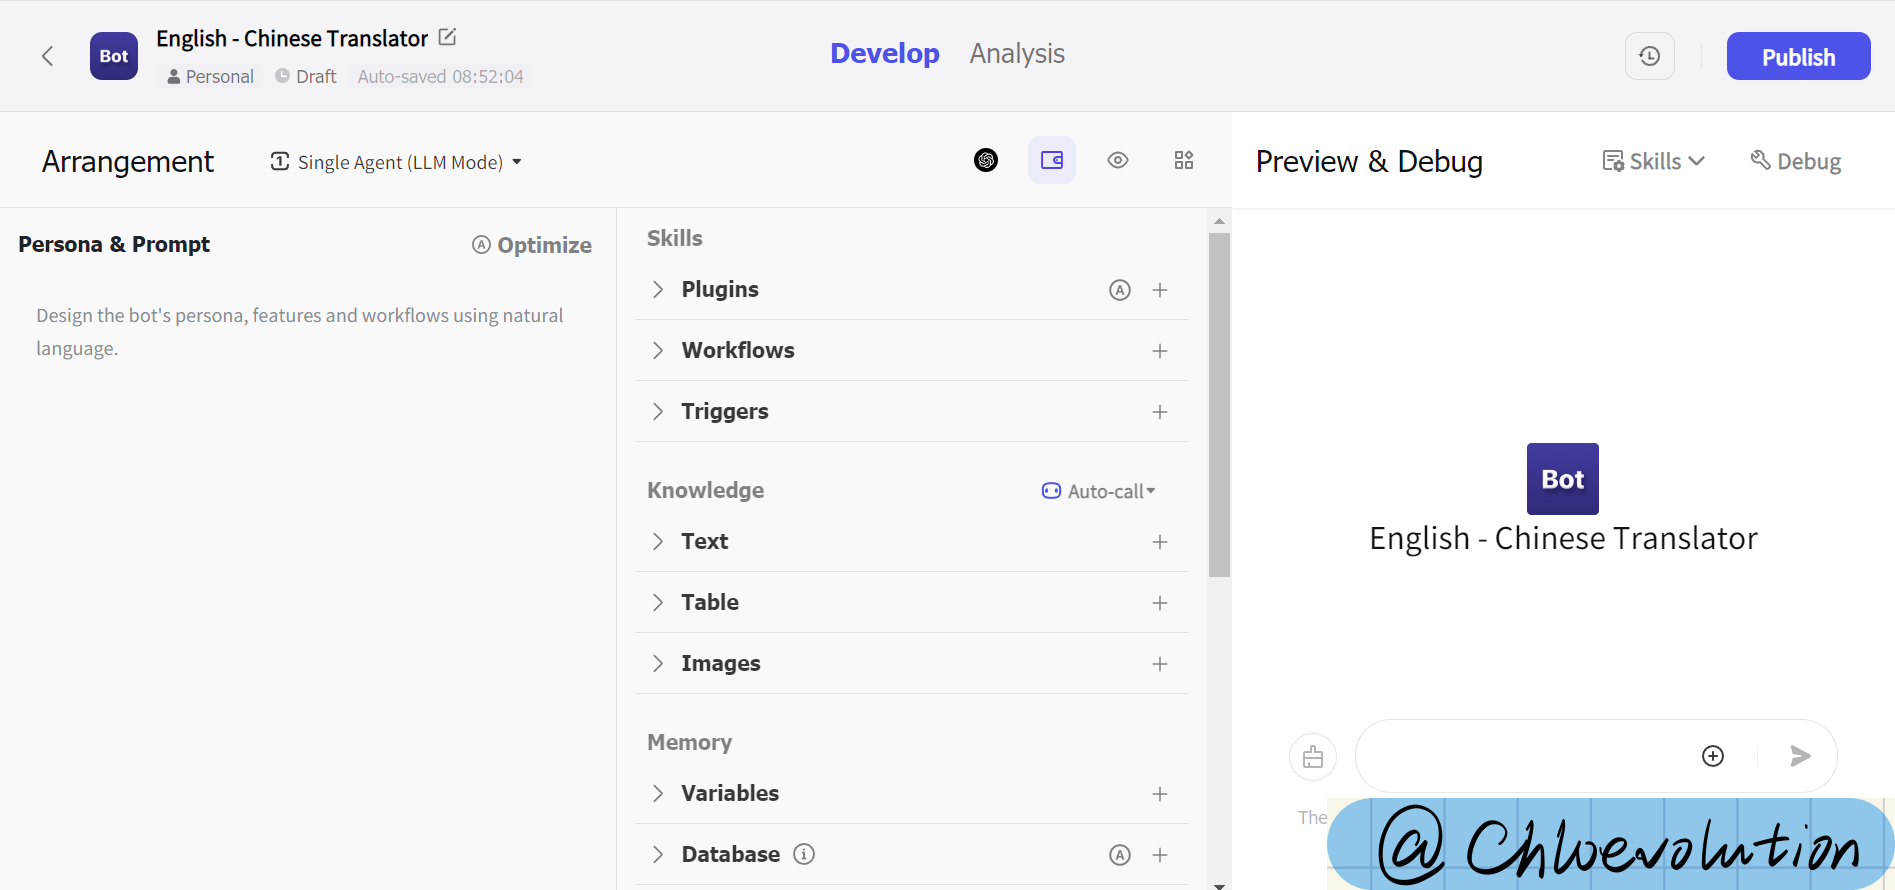 Bot
English - Chinese Translator
Personal
Draft
Auto-saved 08:52:04
Develop
Analysis
Publish
Arrangement
1 Single Agent (LLM Mode)
Preview & Debug
Skills
Debug
Persona & Prompt
A Optimize
Design the bot's persona, features and workflows using natural
language.
Skills
Plugins
A
Workflows
Triggers
Knowledge
Auto-call
Text
Table
Images
Memory
Variables
Database
i
A
Bot
English - Chinese Translator
The
@Chloevolution